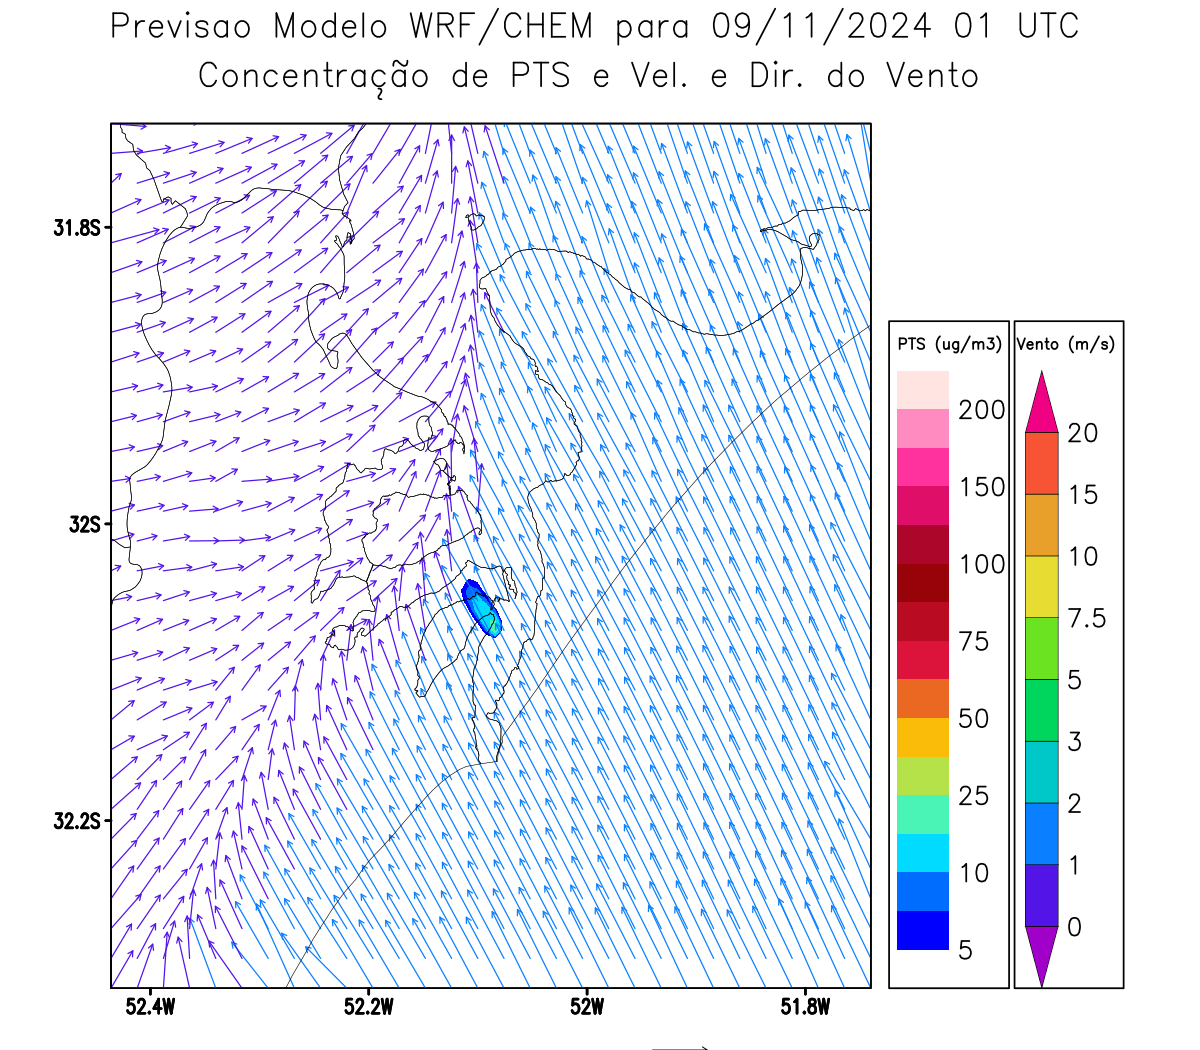 Previsao Modelo WRF/CHEM para 09/11/2024 01 UTC
Concentração de PTS e Vel. e Dir. do Vento
31.8S
32S
32.2S
52.4W
52.2W
52W
51.8W
PTS (ug/m3)
200
150
100
75
50
25
10
5
Vento (m/s)
20
15
10
7.5
5
3
2
1
0